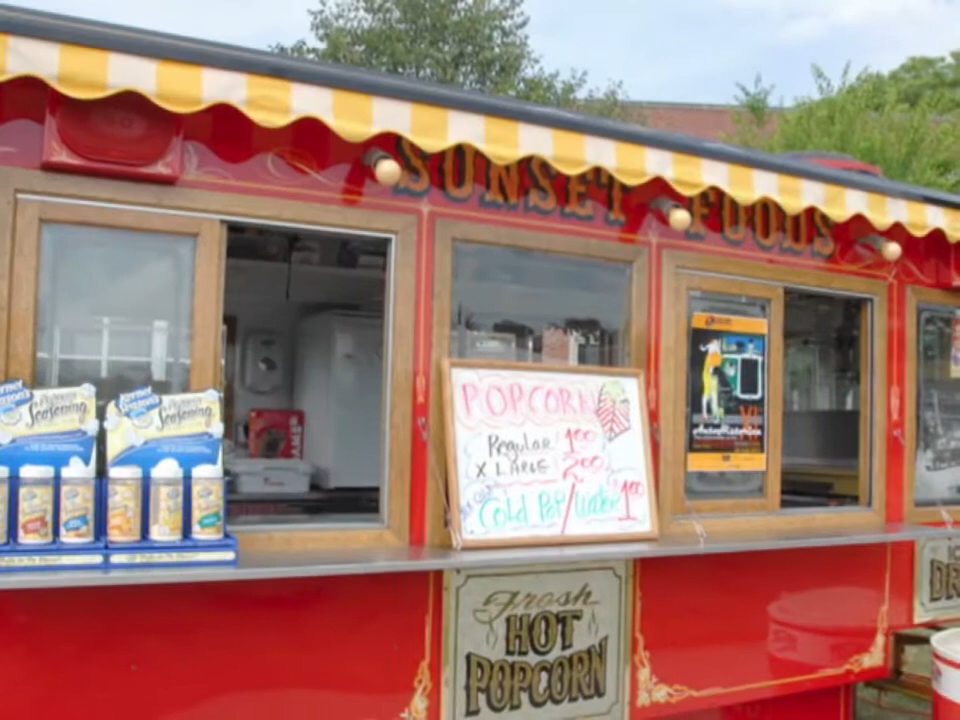 SUNSET FOODS
Seasoning
Seasoning
POPCORN
Regular 1.00
X LARGE 2.00
Cold Pop/water 1.00
Fresh
HOT
POPCORN
DR